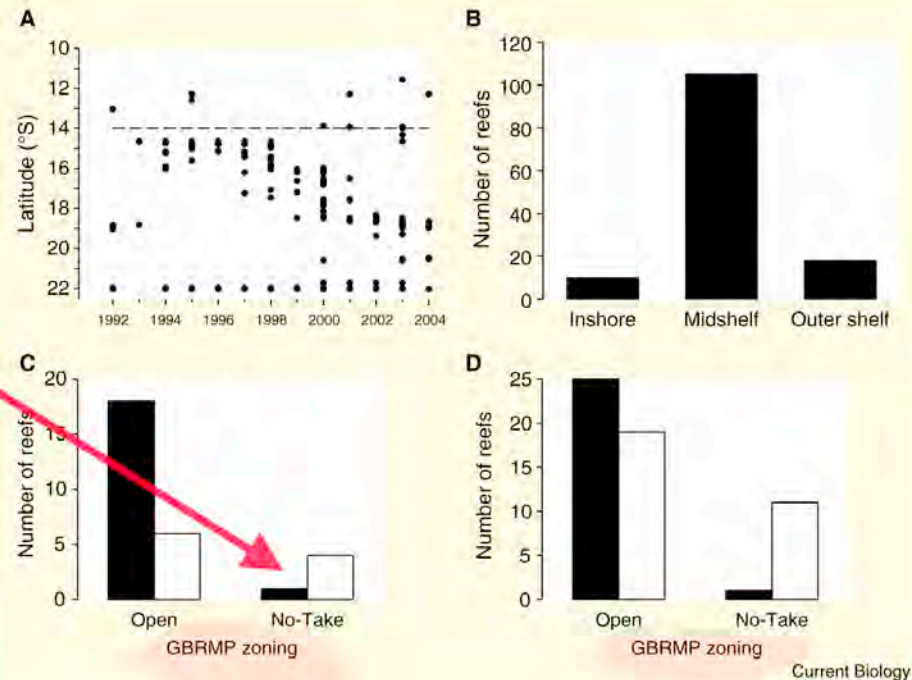 A
Latitude (°S)
10
12
14
16
18
20
22
1992 1994 1996 1998 2000 2002 2004
B
Number of reefs
120
100
80
60
40
20
0
Inshore Midshelf Outer shelf
C
Number of reefs
20
15
10
5
0
Open No-Take
GBRMP zoning
D
Number of reefs
25
20
15
10
5
0
Open No-Take
GBRMP zoning
Current Biology